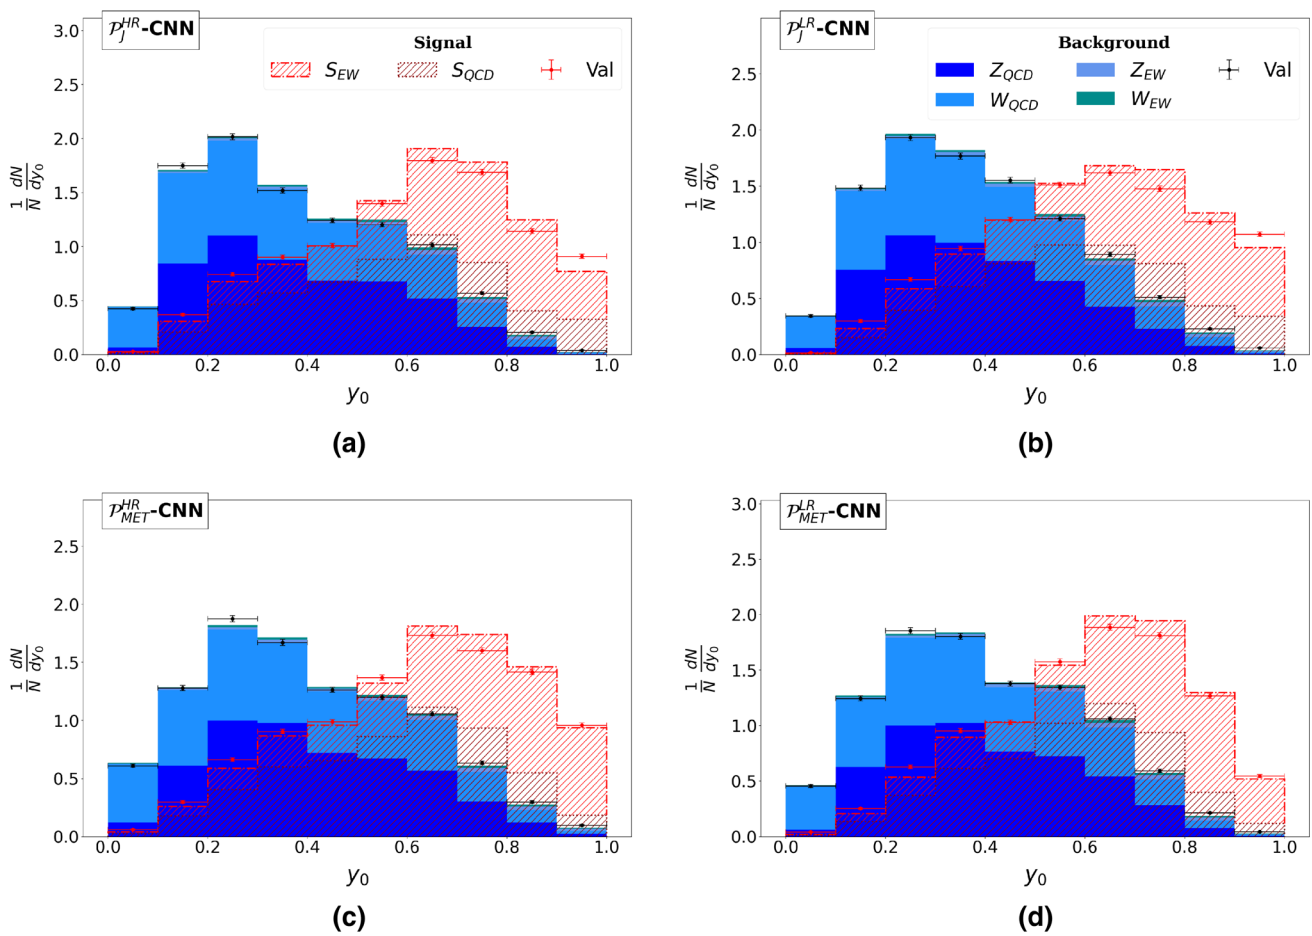 𝒫_J^HR-CNN
Signal
S_EW S_QCD Val
3.0
2.5
2.0
1.5
1.0
0.5
0.0
1/N dN/dy₀
0.0 0.2 0.4 0.6 0.8 1.0
y₀
(a)
𝒫_J^LR-CNN
Background
Z_QCD Z_EW Val
W_QCD W_EW
2.5
2.0
1.5
1.0
0.5
0.0
1/N dN/dy₀
0.0 0.2 0.4 0.6 0.8 1.0
y₀
(b)
𝒫_MET^HR-CNN
2.5
2.0
1.5
1.0
0.5
0.0
1/N dN/dy₀
0.0 0.2 0.4 0.6 0.8 1.0
y₀
(c)
𝒫_MET^LR-CNN
3.0
2.5
2.0
1.5
1.0
0.5
0.0
1/N dN/dy₀
0.0 0.2 0.4 0.6 0.8 1.0
y₀
(d)